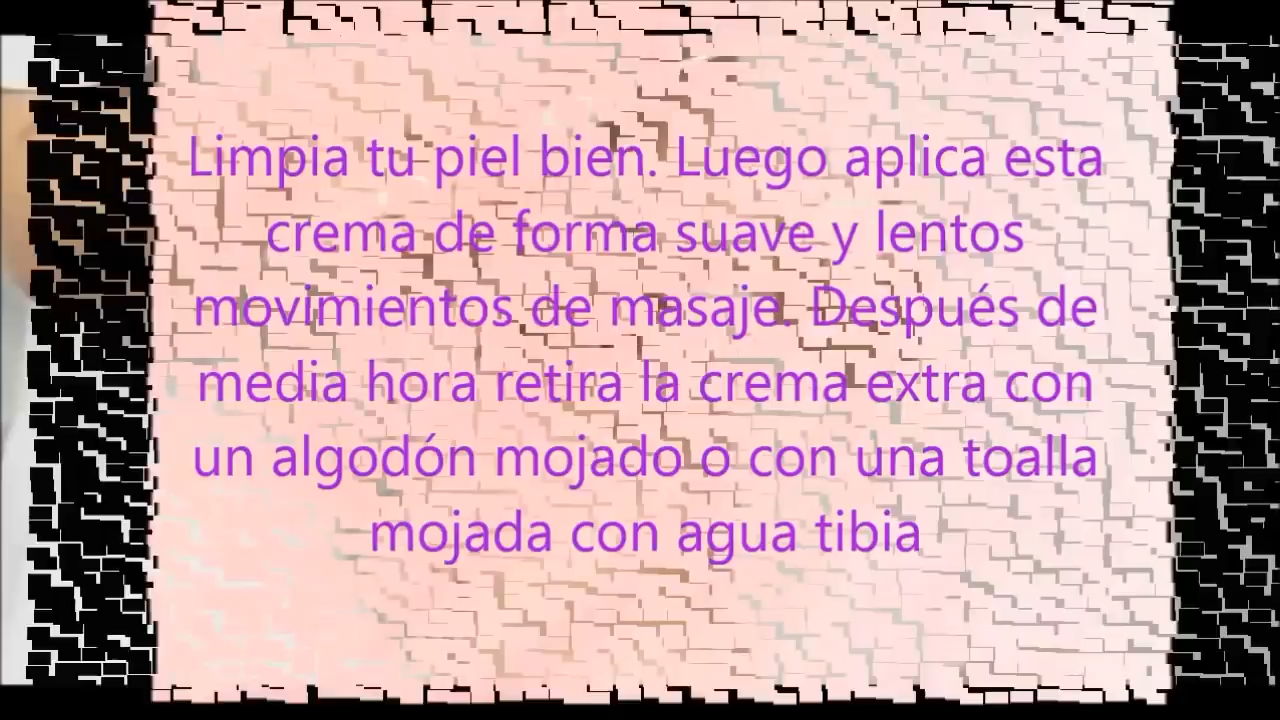 Limpia tu piel bien. Luego aplica esta
crema de forma suave y lentos
movimientos de masaje. Después de
media hora retira la crema extra con
un algodón mojado o con una toalla
mojada con agua tibia